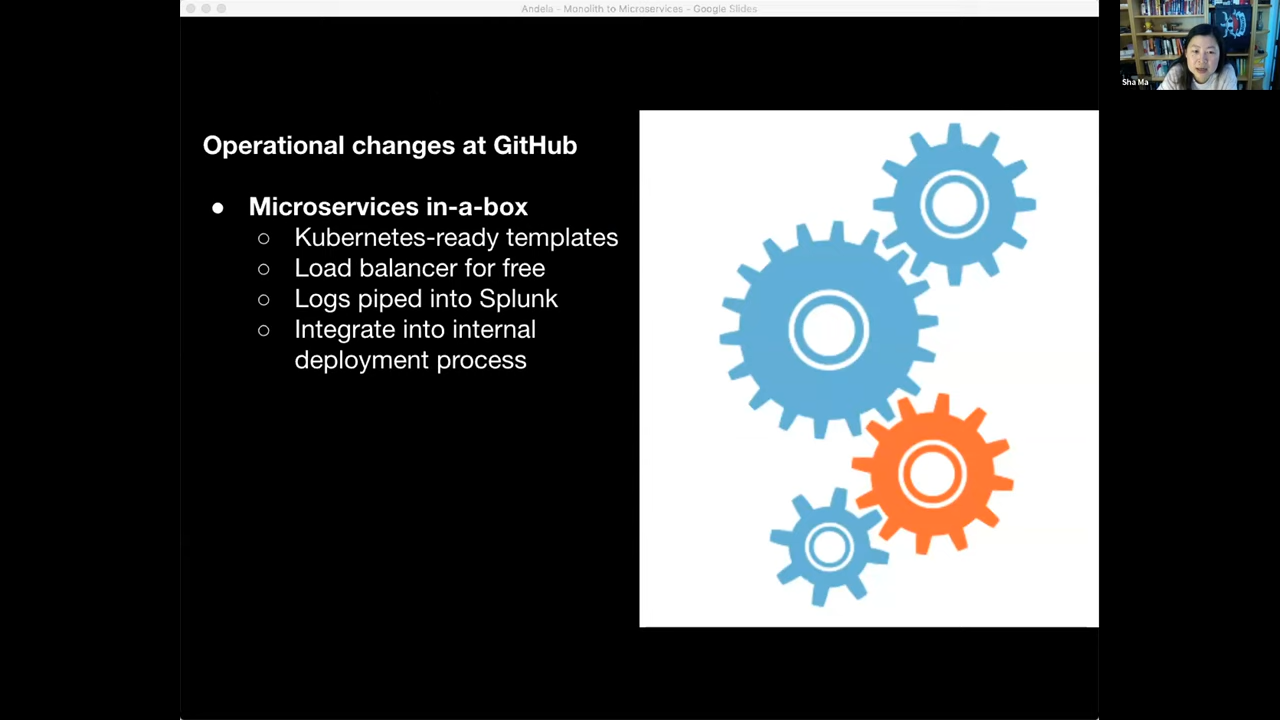 Andela - Monolith to Microservices - Google Slides
Sha Ma
Operational changes at GitHub
● Microservices in-a-box
○ Kubernetes-ready templates
○ Load balancer for free
○ Logs piped into Splunk
○ Integrate into internal
deployment process